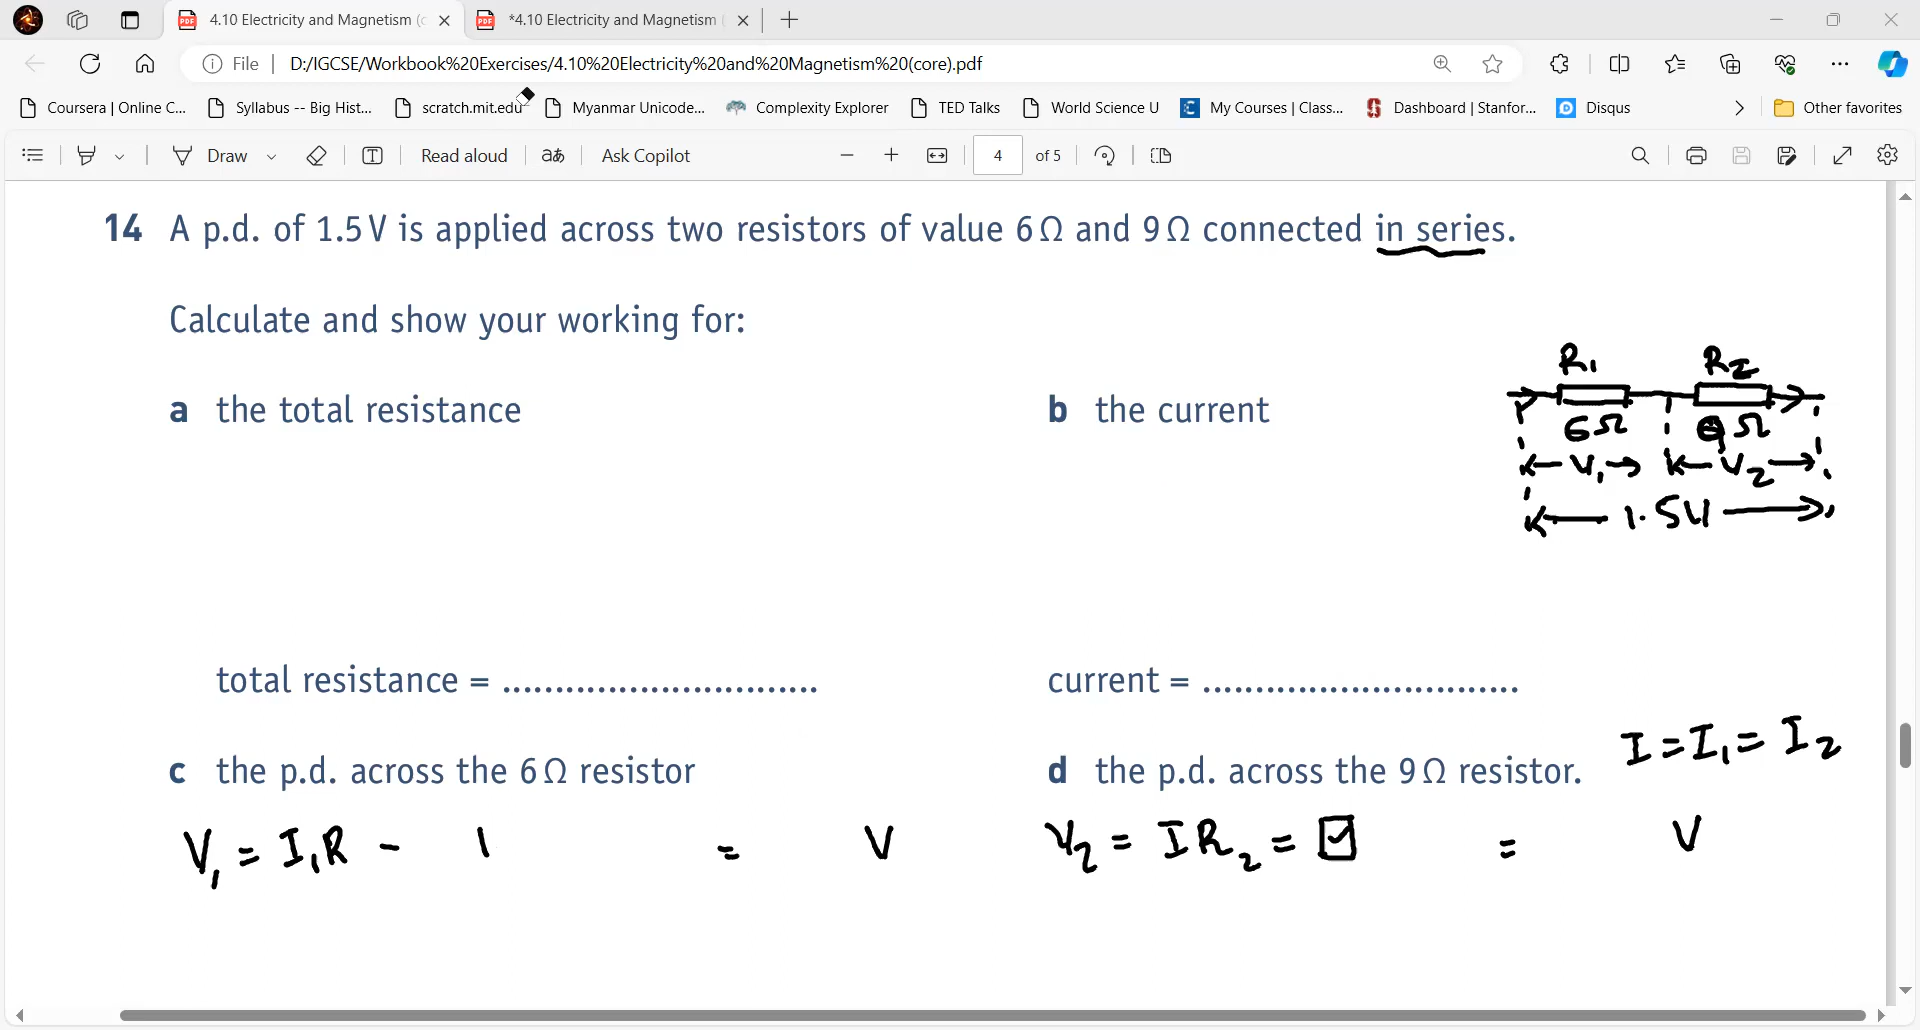 4.10 Electricity and Magnetism (c
*4.10 Electricity and Magnetism (
File
D:/IGCSE/Workbook%20Exercises/4.10%20Electricity%20and%20Magnetism%20(core).pdf
Coursera | Online C...
Syllabus -- Big Hist...
scratch.mit.edu
Myanmar Unicode...
Complexity Explorer
TED Talks
World Science U
My Courses | Class...
Dashboard | Stanfor...
Disqus
Other favorites
Draw
Read aloud
aあ
Ask Copilot
4 of 5
14 A p.d. of 1.5 V is applied across two resistors of value 6 Ω and 9 Ω connected in series.
Calculate and show your working for:
a the total resistance
b the current
R₁ R₂
6Ω 9Ω
V₁ V₂
1.5V
total resistance = ..............................
current = ..............................
c the p.d. across the 6 Ω resistor
d the p.d. across the 9 Ω resistor.
I = I₁ = I₂
V₁ = I₁R - 1 = V
V₂ = IR₂ = ☑ = V